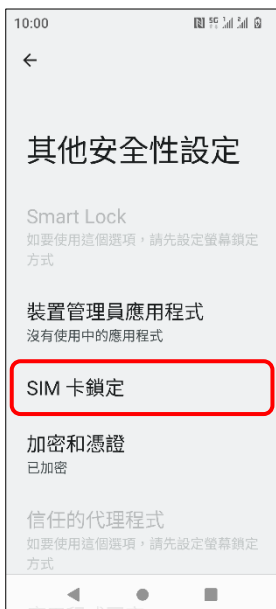 10:00
5G
其他安全性設定
Smart Lock
如要使用這個選項，請先設定螢幕鎖定
方式
裝置管理員應用程式
沒有使用中的應用程式
SIM 卡鎖定
加密和憑證
已加密
信任的代理程式
如要使用這個選項，請先設定螢幕鎖定
方式